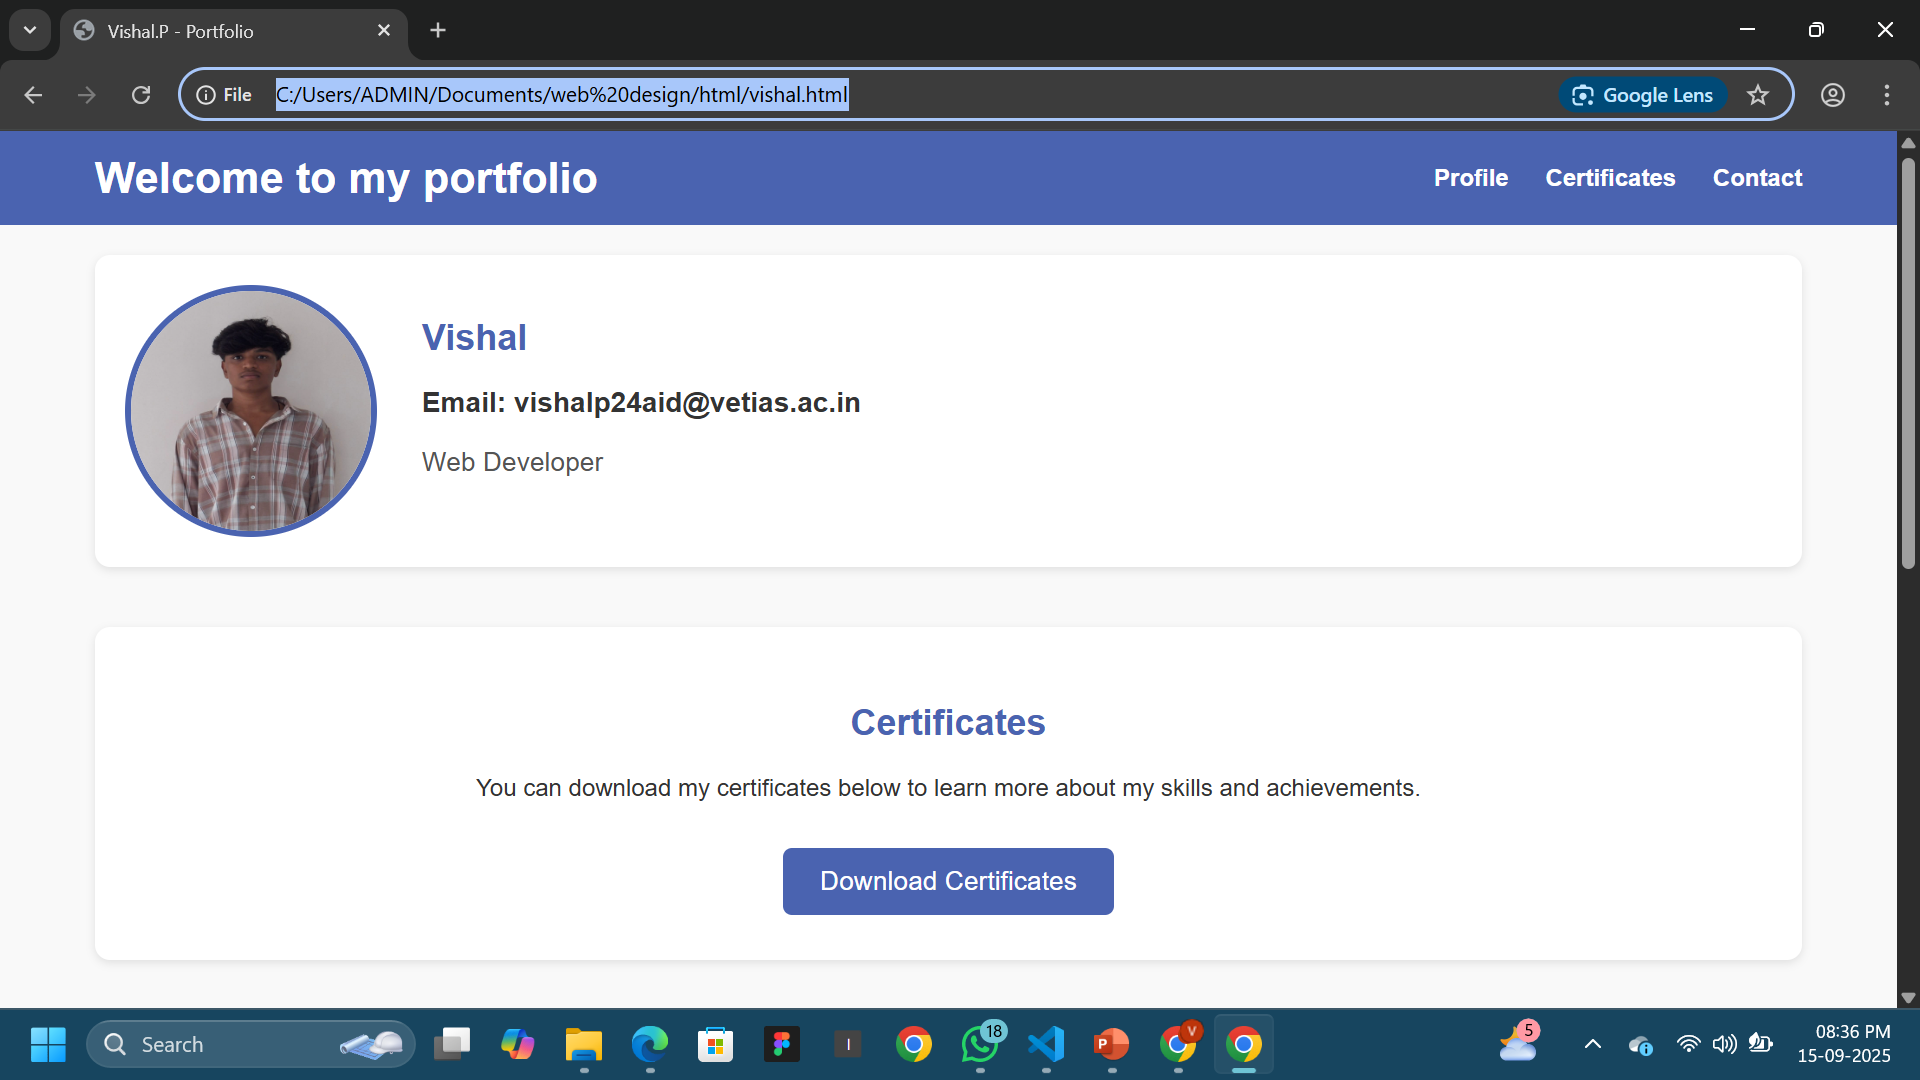 Vishal.P - Portfolio
File C:/Users/ADMIN/Documents/web%20design/html/vishal.html Google Lens
Welcome to my portfolio Profile Certificates Contact
Vishal
Email: vishalp24aid@vetias.ac.in
Web Developer
Certificates
You can download my certificates below to learn more about my skills and achievements.
Download Certificates
Search I 18 P V 5 08:36 PM
15-09-2025